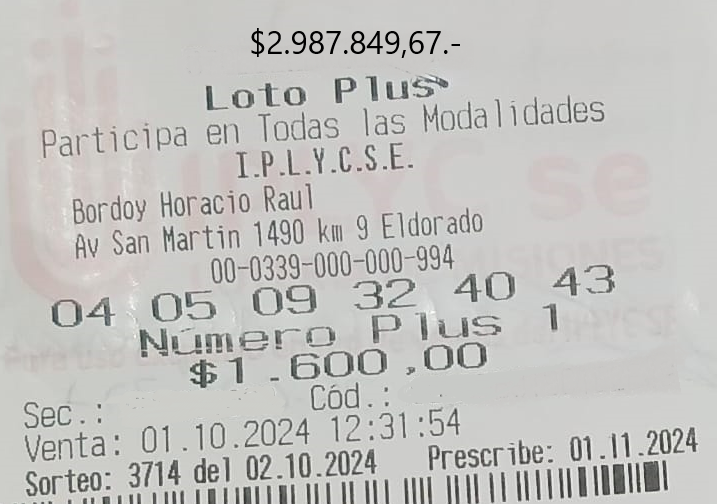 $2.987.849,67.-
Loto Plus
Participa en Todas las Modalidades
I.P.L.Y.C.S.E.
Bordoy Horacio Raul
Av San Martin 1490 km 9 Eldorado
00-0339-000-000-994
04 05 09 32 40 43
Número Plus 1
$1.600,00
Sec.: Cód.:
Venta: 01.10.2024 12:31:54
Sorteo: 3714 del 02.10.2024 Prescribe: 01.11.2024